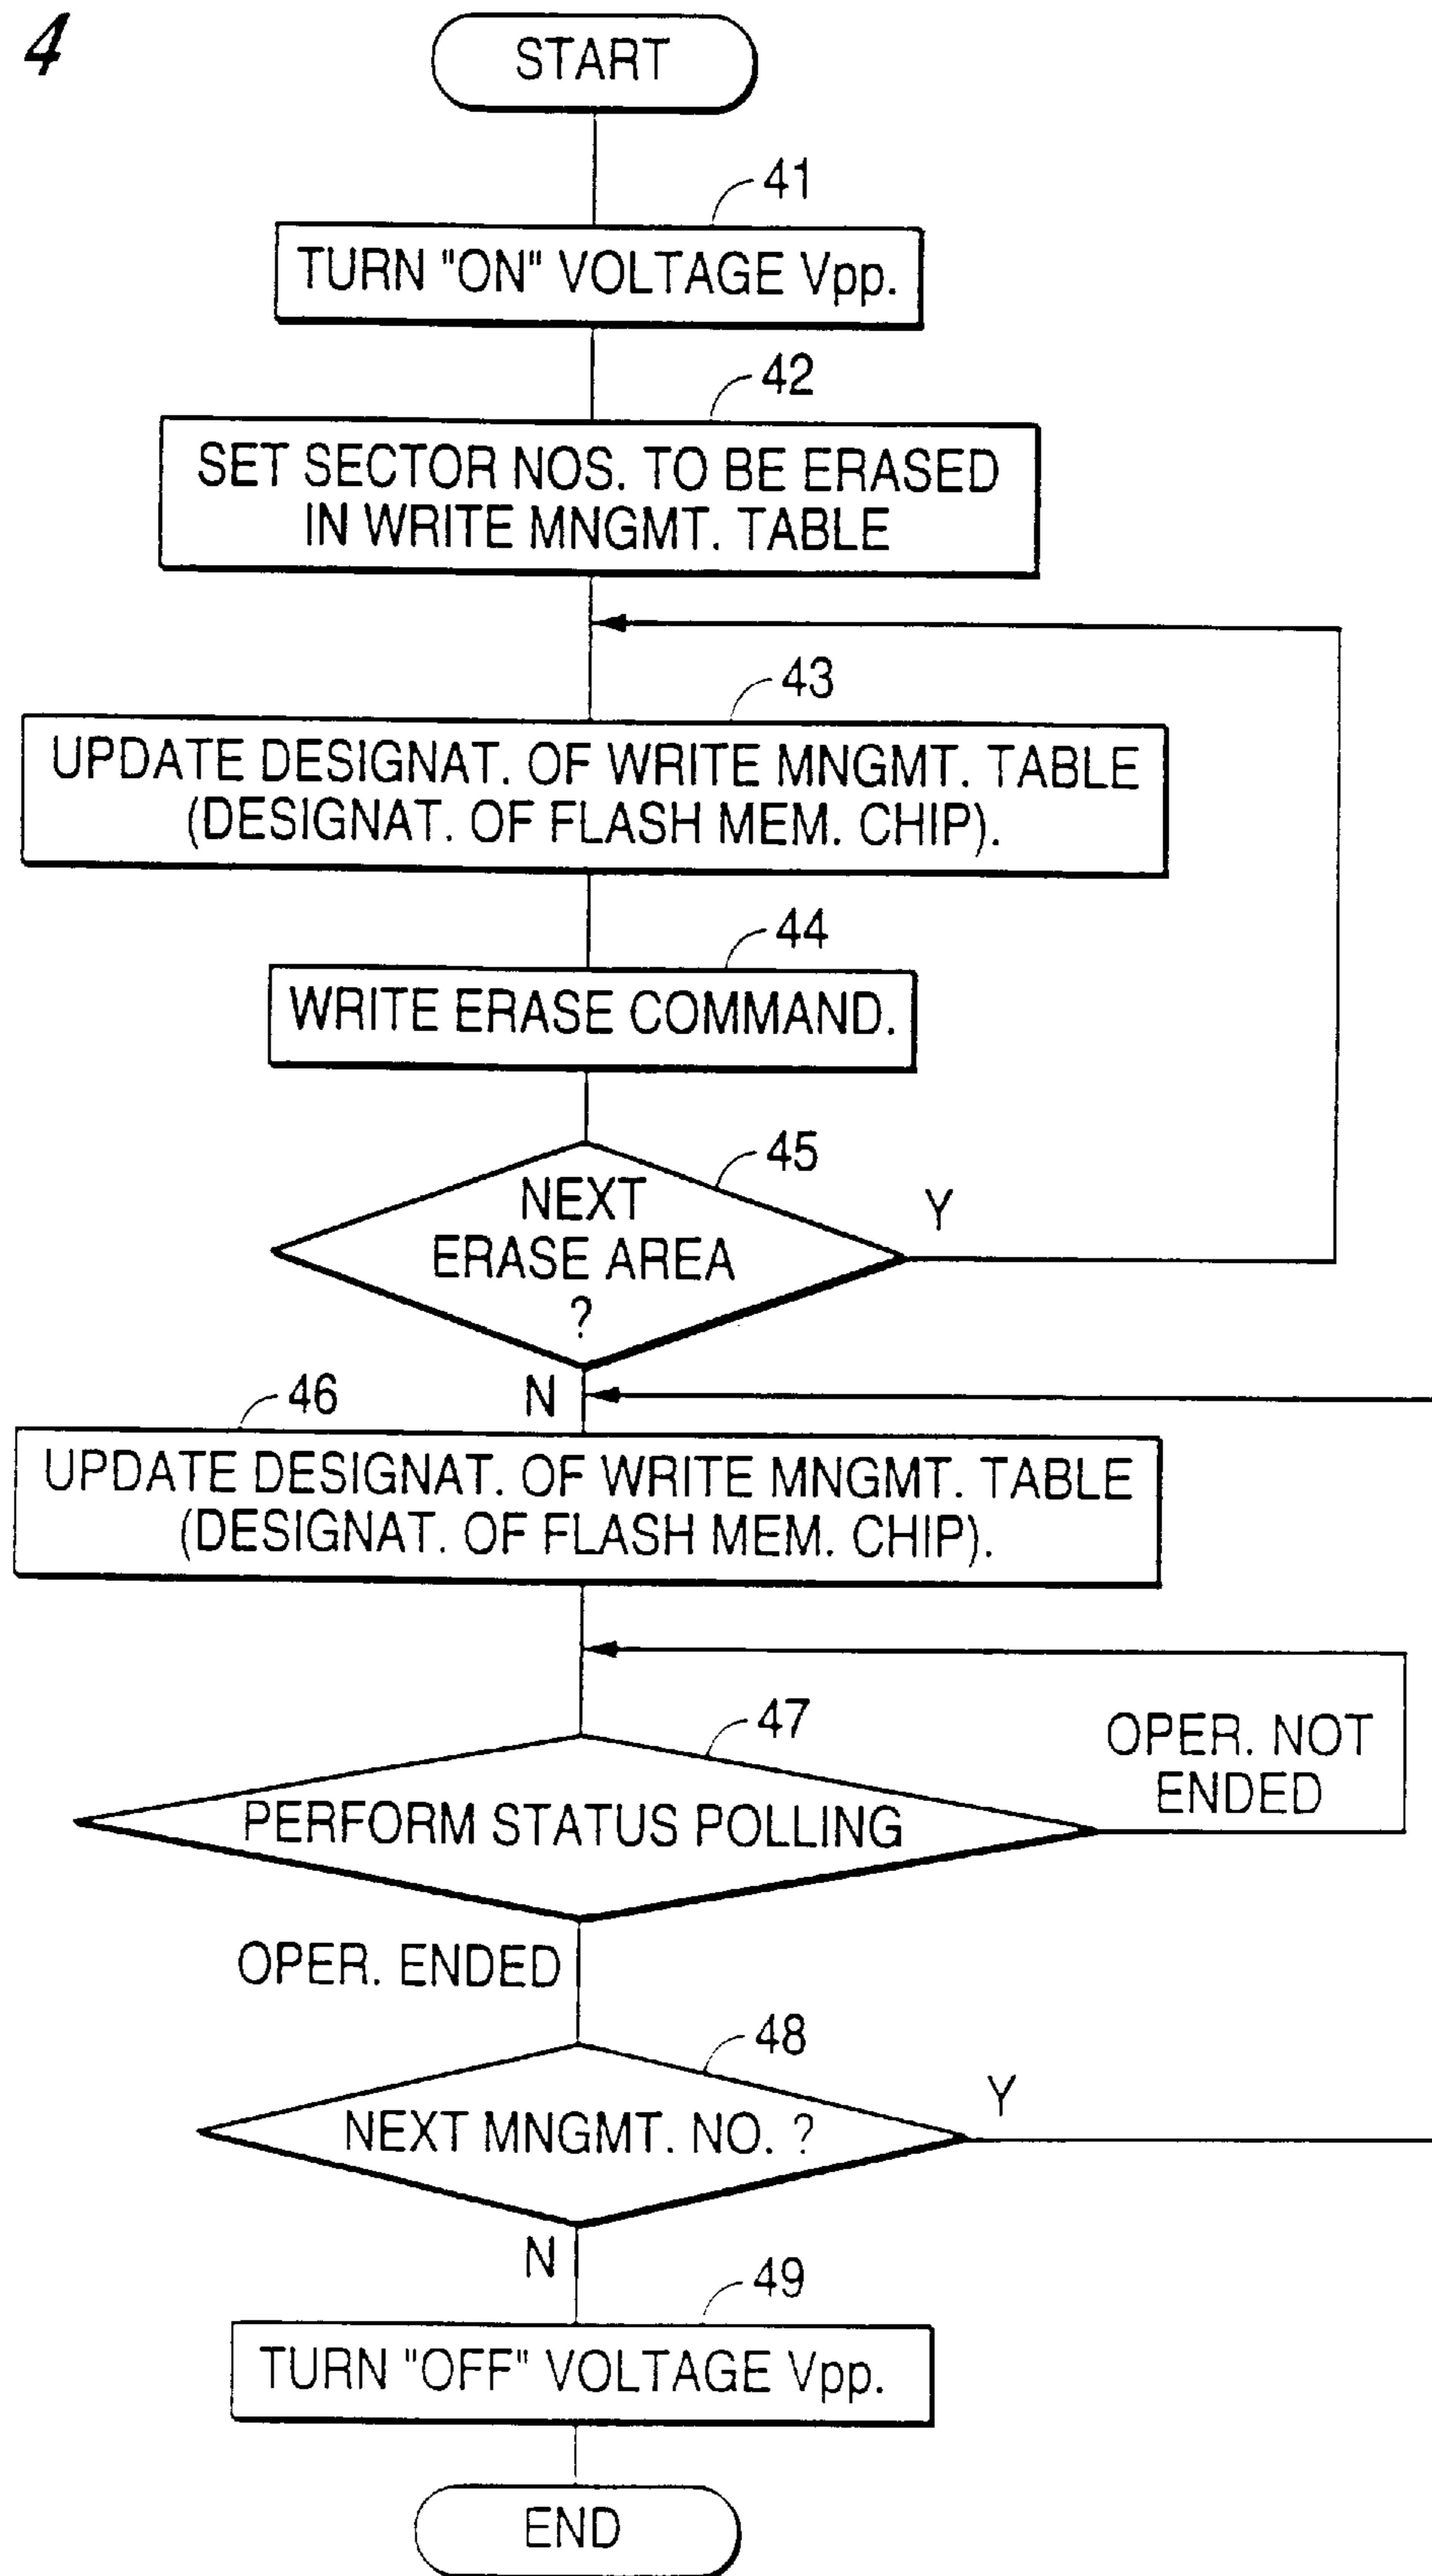 4
START
41
TURN "ON" VOLTAGE Vpp.
42
SET SECTOR NOS. TO BE ERASED
IN WRITE MNGMT. TABLE
43
UPDATE DESIGNAT. OF WRITE MNGMT. TABLE
(DESIGNAT. OF FLASH MEM. CHIP).
44
WRITE ERASE COMMAND.
45
NEXT
ERASE AREA
?
Y
N
46
UPDATE DESIGNAT. OF WRITE MNGMT. TABLE
(DESIGNAT. OF FLASH MEM. CHIP).
47
PERFORM STATUS POLLING
OPER. NOT
ENDED
OPER. ENDED
48
NEXT MNGMT. NO. ?
Y
N
49
TURN "OFF" VOLTAGE Vpp.
END